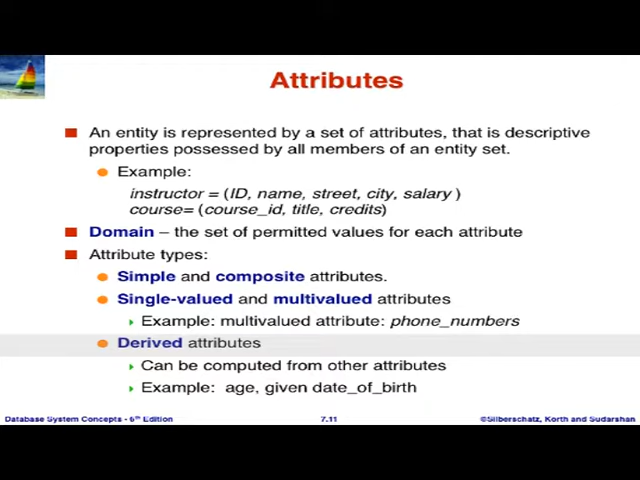 Attributes
An entity is represented by a set of attributes, that is descriptive
properties possessed by all members of an entity set.
Example:
instructor = (ID, name, street, city, salary )
course= (course_id, title, credits)
Domain – the set of permitted values for each attribute
Attribute types:
Simple and composite attributes.
Single-valued and multivalued attributes
Example: multivalued attribute: phone_numbers
Derived attributes
Can be computed from other attributes
Example: age, given date_of_birth
Database System Concepts - 6th Edition 7.11 ©Silberschatz, Korth and Sudarshan